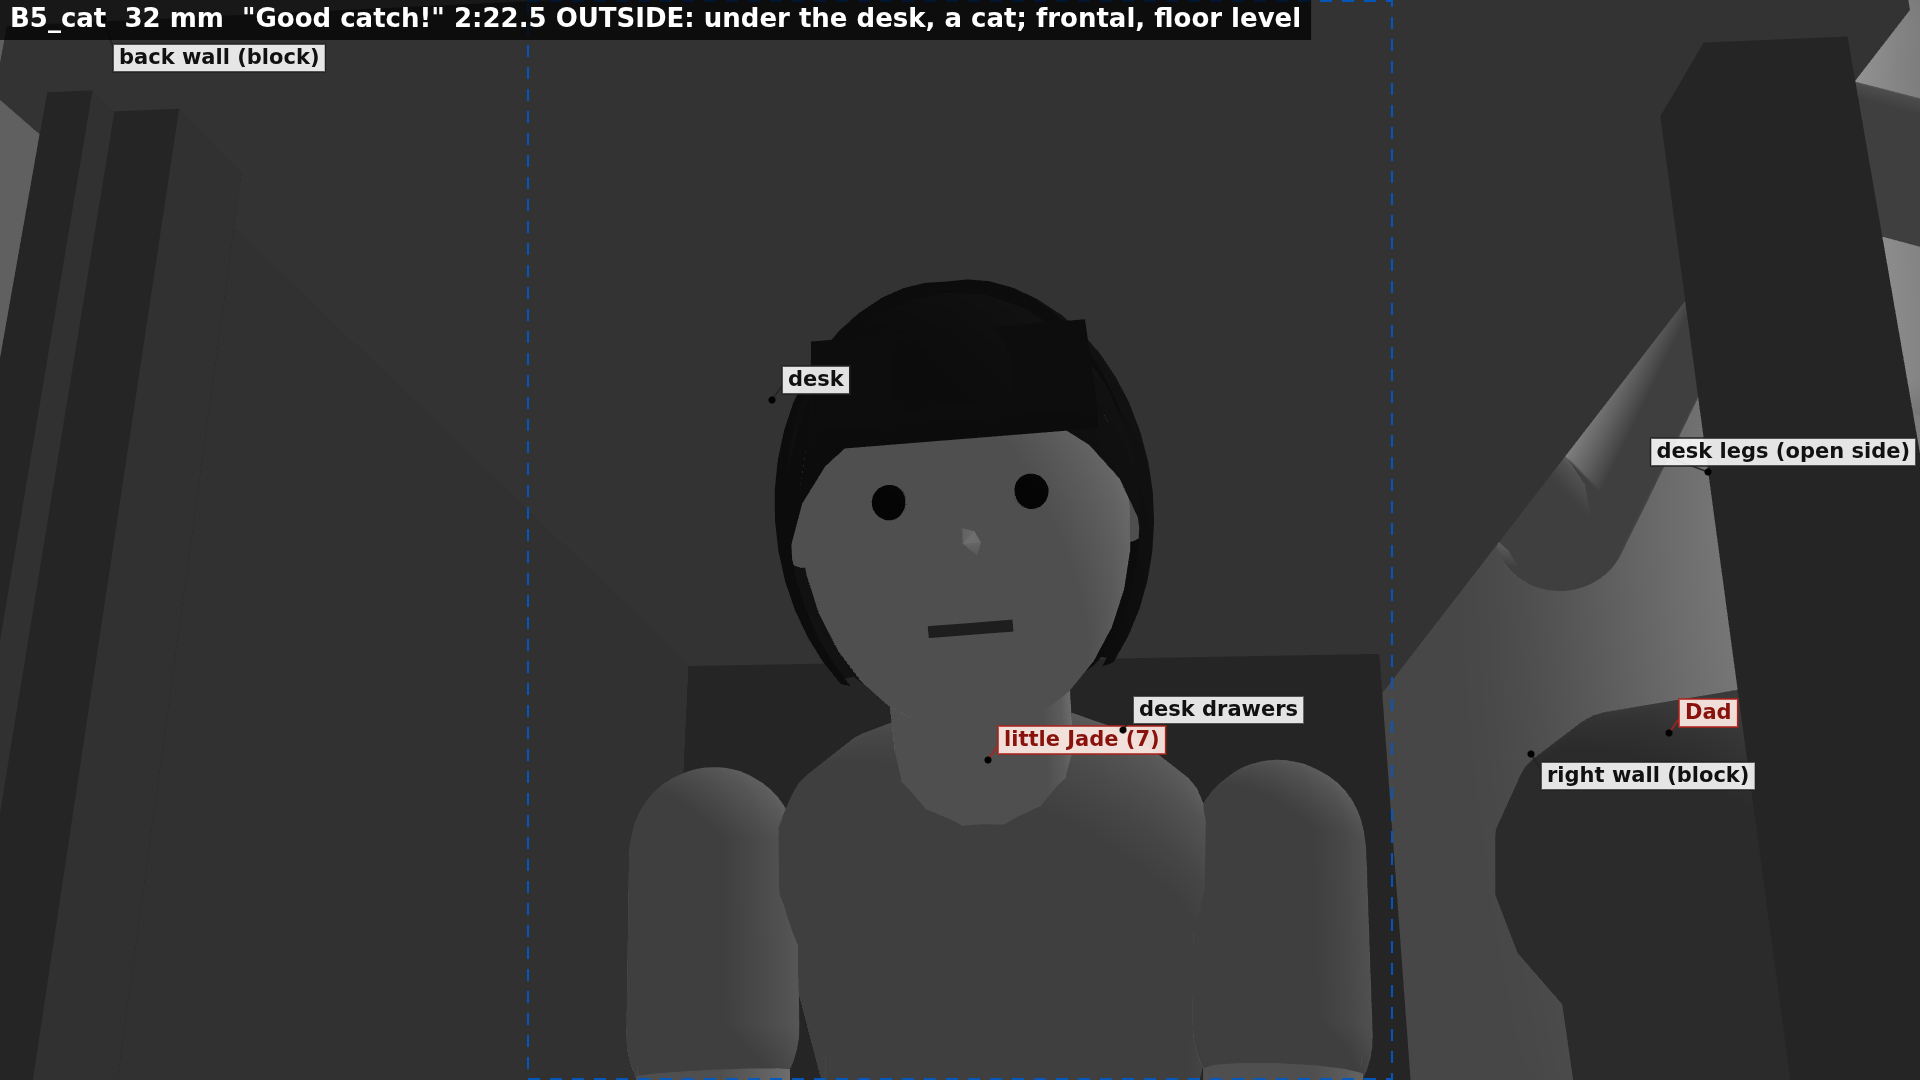 B5_cat  32 mm  "Good catch!" 2:22.5 OUTSIDE: under the desk, a cat; frontal, floor level
back wall (block)
desk
desk legs (open side)
desk drawers
Dad
little Jade (7)
right wall (block)